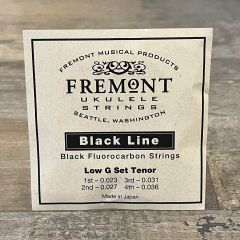 FREMONT MUSICAL PRODUCTS
FREMONT
UKULELE
STRINGS
SEATTLE, WASHINGTON
Black Line
Black Fluorocarbon Strings
Low G Set Tenor
1st – 0.023 3rd – 0.031
2nd – 0.027 4th – 0.036
Made in Japan